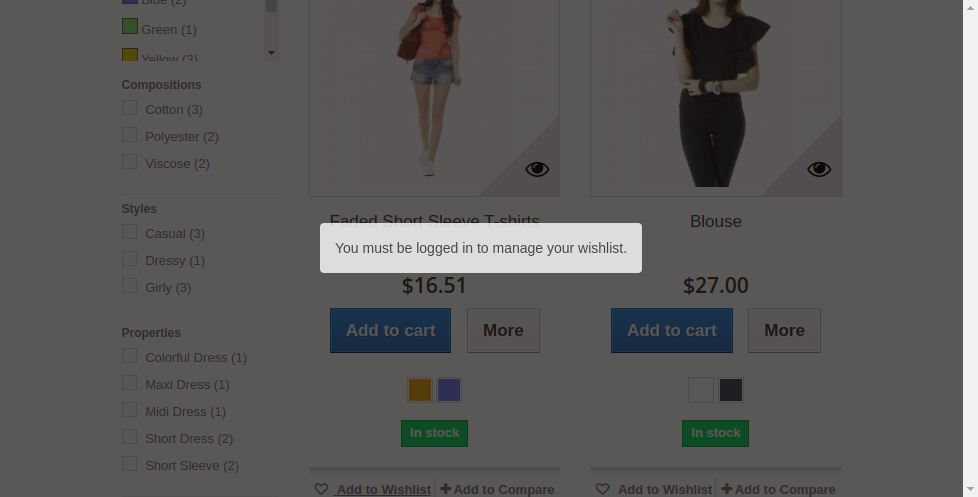 Blue (2)
Green (1)
Yellow (3)
Compositions
Cotton (3)
Polyester (2)
Viscose (2)
Styles
Casual (3)
Dressy (1)
Girly (3)
Properties
Colorful Dress (1)
Maxi Dress (1)
Midi Dress (1)
Short Dress (2)
Short Sleeve (2)
Faded Short Sleeve T-shirts
Blouse
You must be logged in to manage your wishlist.
$16.51
$27.00
Add to cart More
Add to cart More
In stock
In stock
Add to Wishlist Add to Compare
Add to Wishlist Add to Compare